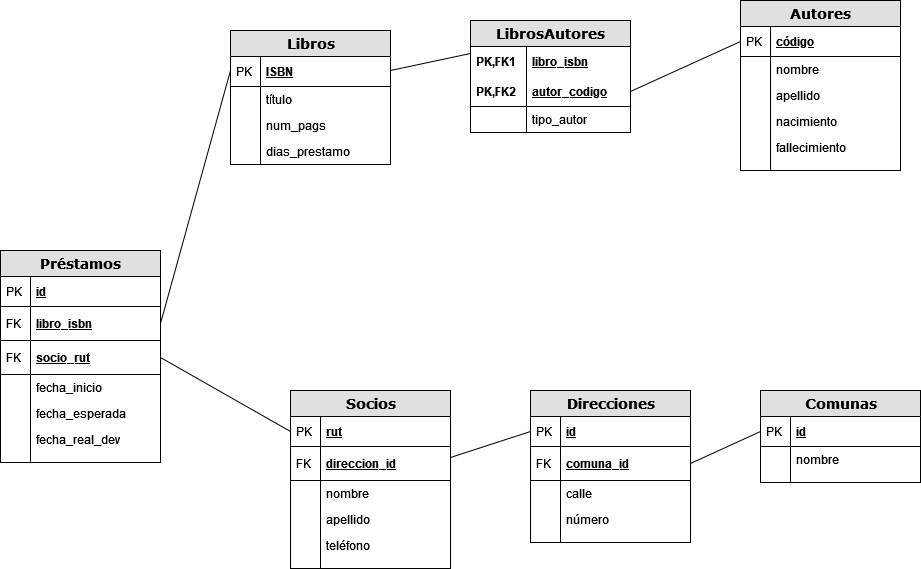 Libros
PK ISBN
título
num_pags
dias_prestamo
LibrosAutores
PK,FK1 libro_isbn
PK,FK2 autor_codigo
tipo_autor
Autores
PK código
nombre
apellido
nacimiento
fallecimiento
Préstamos
PK id
FK libro_isbn
FK socio_rut
fecha_inicio
fecha_esperada
fecha_real_dev
Socios
PK rut
FK direccion_id
nombre
apellido
teléfono
Direcciones
PK id
FK comuna_id
calle
número
Comunas
PK id
nombre